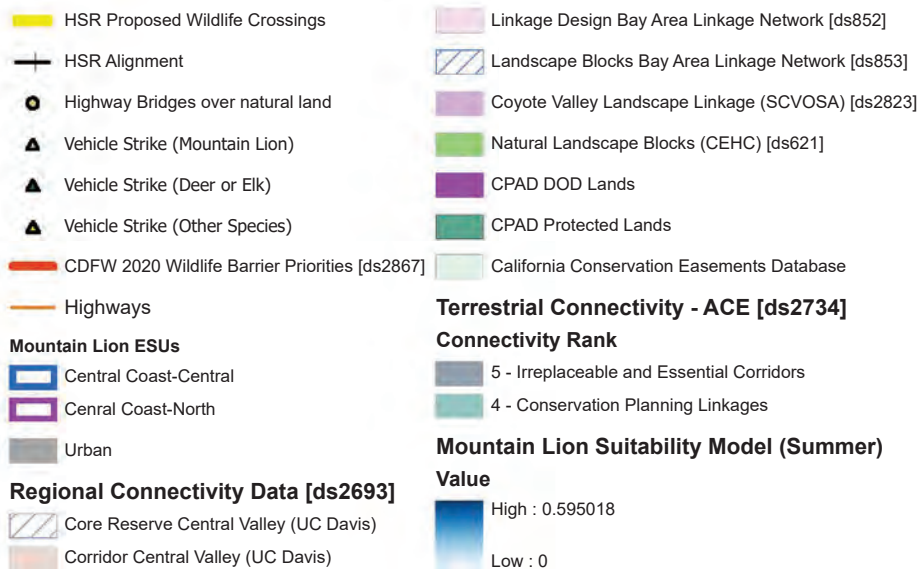 HSR Proposed Wildlife Crossings
HSR Alignment
Highway Bridges over natural land
Vehicle Strike (Mountain Lion)
Vehicle Strike (Deer or Elk)
Vehicle Strike (Other Species)
CDFW 2020 Wildlife Barrier Priorities [ds2867]
Highways
Mountain Lion ESUs
Central Coast-Central
Cenral Coast-North
Urban
Regional Connectivity Data [ds2693]
Core Reserve Central Valley (UC Davis)
Corridor Central Valley (UC Davis)
Linkage Design Bay Area Linkage Network [ds852]
Landscape Blocks Bay Area Linkage Network [ds853]
Coyote Valley Landscape Linkage (SCVOSA) [ds2823]
Natural Landscape Blocks (CEHC) [ds621]
CPAD DOD Lands
CPAD Protected Lands
California Conservation Easements Database
Terrestrial Connectivity - ACE [ds2734]
Connectivity Rank
5 - Irreplaceable and Essential Corridors
4 - Conservation Planning Linkages
Mountain Lion Suitability Model (Summer)
Value
High : 0.595018
Low : 0